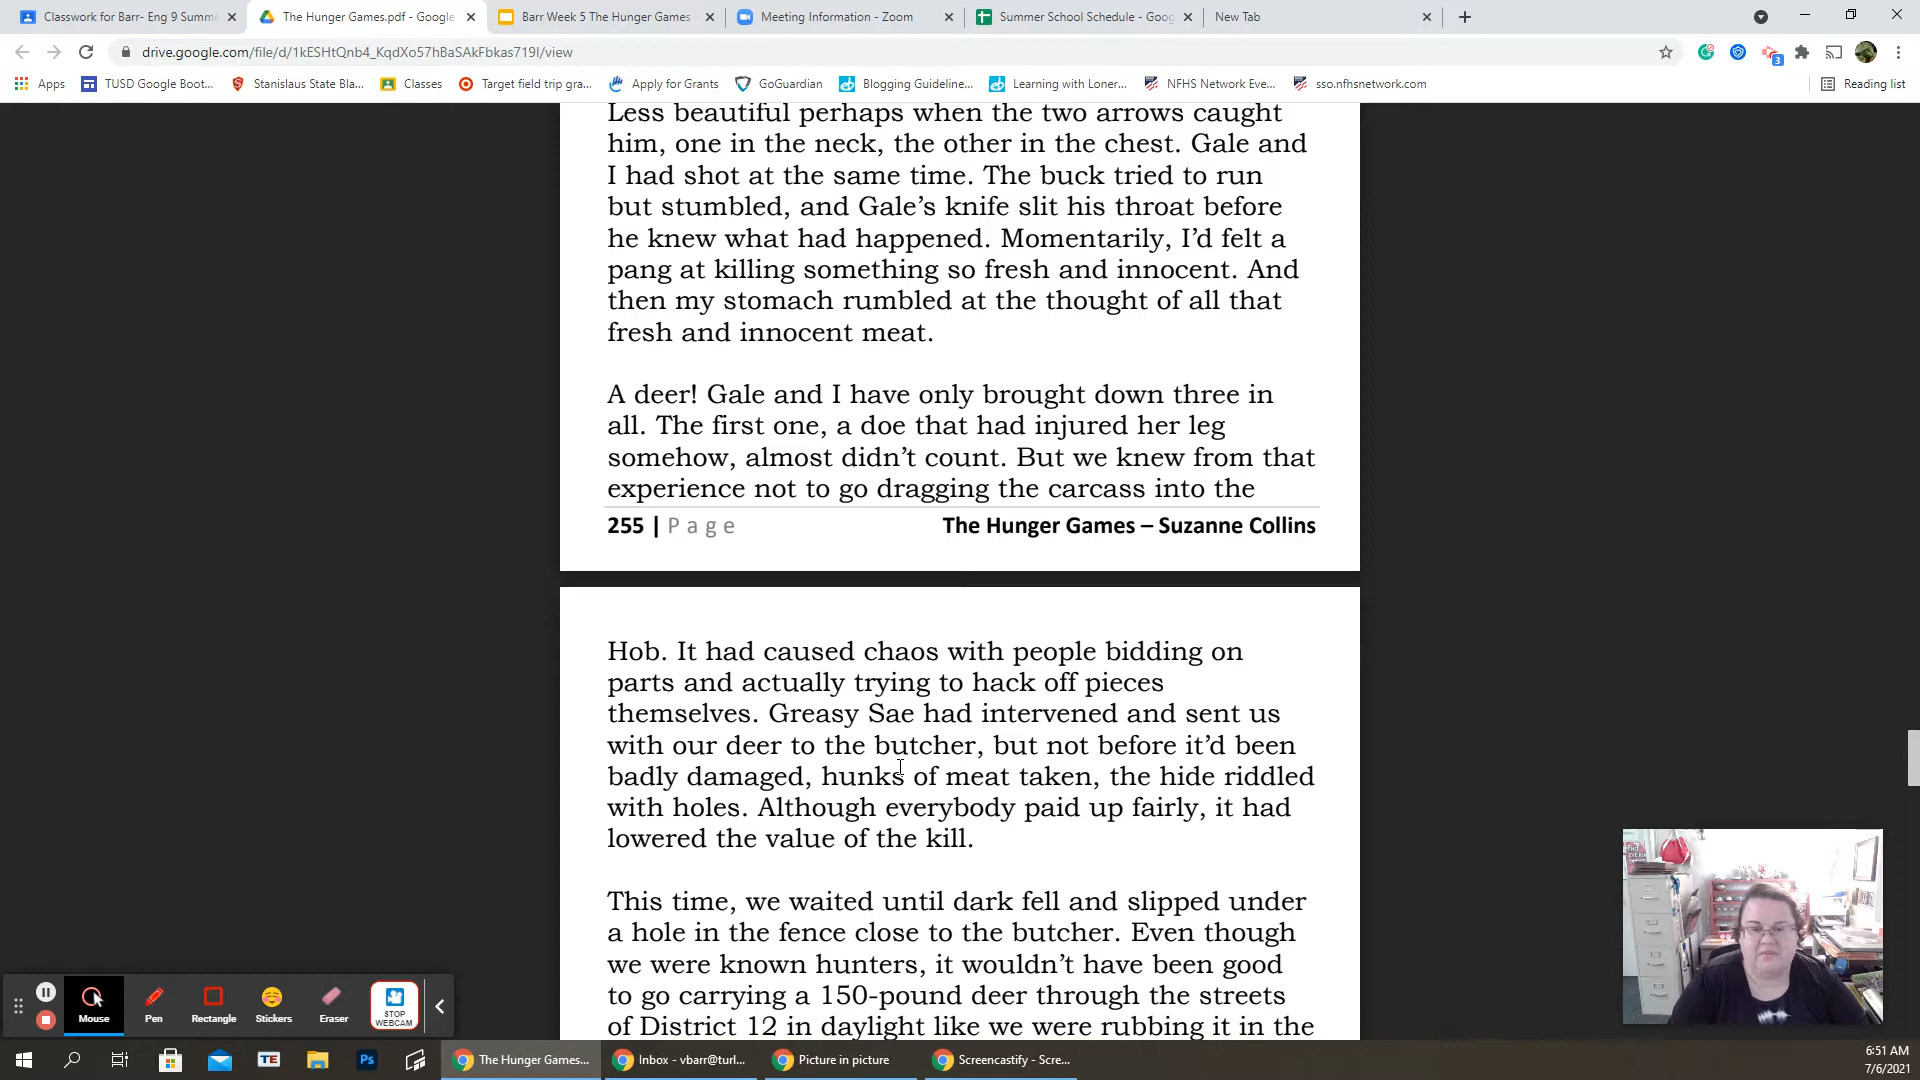 Classwork for Barr- Eng 9 Summe
The Hunger Games.pdf - Google
Barr Week 5 The Hunger Games
Meeting Information - Zoom
Summer School Schedule - Goog
New Tab
drive.google.com/file/d/1kESHtQnb4_KqdXo57hBaSAkFbkas719I/view
3
Apps
TUSD Google Boot...
Stanislaus State Bla...
Classes
Target field trip gra...
Apply for Grants
GoGuardian
Blogging Guideline...
Learning with Loner...
NFHS Network Eve...
sso.nfhsnetwork.com
Reading list
Less beautiful perhaps when the two arrows caught
him, one in the neck, the other in the chest. Gale and
I had shot at the same time. The buck tried to run
but stumbled, and Gale’s knife slit his throat before
he knew what had happened. Momentarily, I’d felt a
pang at killing something so fresh and innocent. And
then my stomach rumbled at the thought of all that
fresh and innocent meat.
A deer! Gale and I have only brought down three in
all. The first one, a doe that had injured her leg
somehow, almost didn’t count. But we knew from that
experience not to go dragging the carcass into the
255 | Page
The Hunger Games – Suzanne Collins
Hob. It had caused chaos with people bidding on
parts and actually trying to hack off pieces
themselves. Greasy Sae had intervened and sent us
with our deer to the butcher, but not before it’d been
badly damaged, hunks of meat taken, the hide riddled
with holes. Although everybody paid up fairly, it had
lowered the value of the kill.
This time, we waited until dark fell and slipped under
a hole in the fence close to the butcher. Even though
we were known hunters, it wouldn’t have been good
to go carrying a 150-pound deer through the streets
of District 12 in daylight like we were rubbing it in the
Mouse
Pen
Rectangle
Stickers
Eraser
STOP
WEBCAM
TE
Ps
The Hunger Games...
Inbox - vbarr@turl...
Picture in picture
Screencastify - Scre...
6:51 AM
7/6/2021